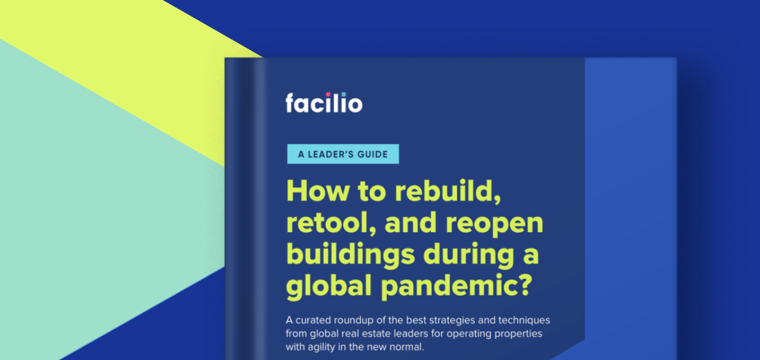 facilio
A LEADER'S GUIDE
How to rebuild,
retool, and reopen
buildings during a
global pandemic?
A curated roundup of the best strategies and techniques
from global real estate leaders for operating properties
with agility in the new normal.